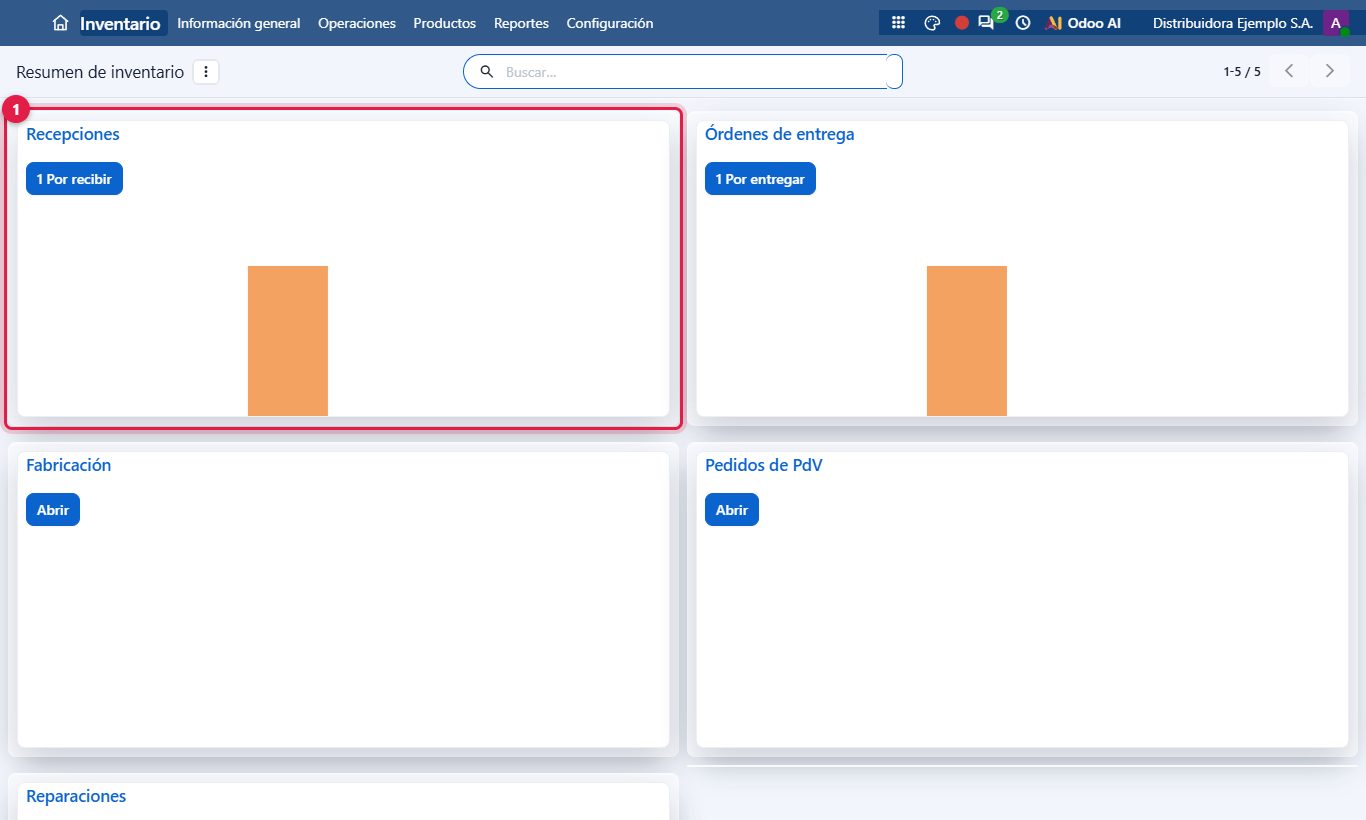 Inventario Información general Operaciones Productos Reportes Configuración 2 Odoo AI Distribuidora Ejemplo S.A. A
Resumen de inventario Buscar... 1-5 / 5
1
Recepciones
1 Por recibir
Órdenes de entrega
1 Por entregar
Fabricación
Abrir
Pedidos de PdV
Abrir
Reparaciones